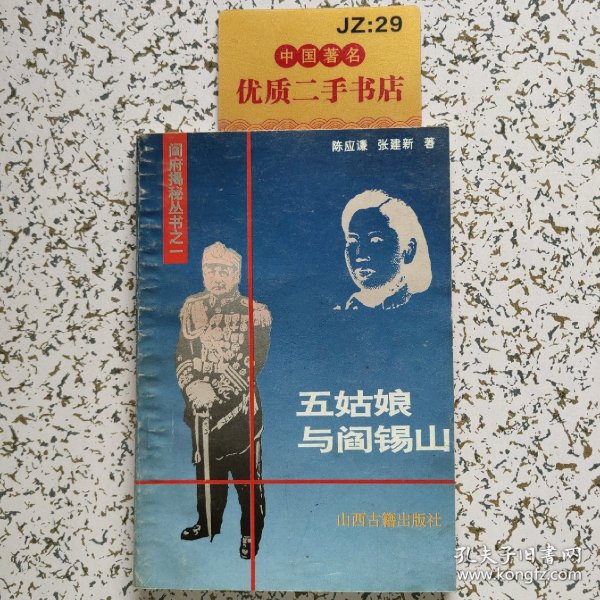 JZ:29
中国著名
优质二手书店
陈应谦 张建新 著
阎府揭秘丛书之一
五姑娘
与阎锡山
山西古籍出版社
孔夫子旧书网
www.kongfz.com